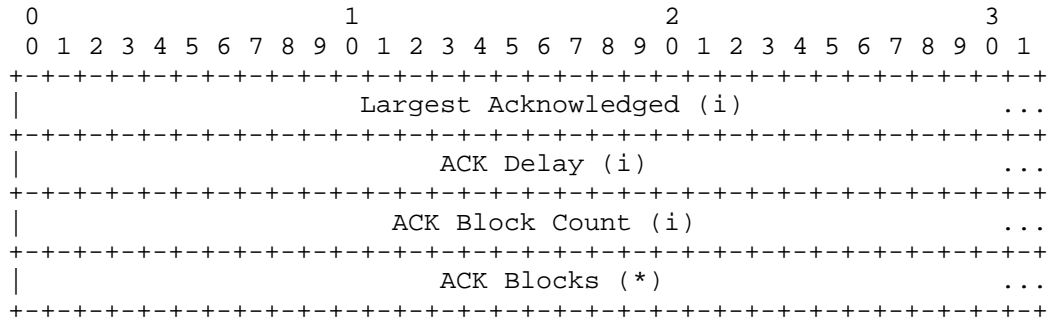 0                   1                   2                   3
 0 1 2 3 4 5 6 7 8 9 0 1 2 3 4 5 6 7 8 9 0 1 2 3 4 5 6 7 8 9 0 1
+-+-+-+-+-+-+-+-+-+-+-+-+-+-+-+-+-+-+-+-+-+-+-+-+-+-+-+-+-+-+-+-+
|                     Largest Acknowledged (i)                ...
+-+-+-+-+-+-+-+-+-+-+-+-+-+-+-+-+-+-+-+-+-+-+-+-+-+-+-+-+-+-+-+-+
|                          ACK Delay (i)                      ...
+-+-+-+-+-+-+-+-+-+-+-+-+-+-+-+-+-+-+-+-+-+-+-+-+-+-+-+-+-+-+-+-+
|                       ACK Block Count (i)                   ...
+-+-+-+-+-+-+-+-+-+-+-+-+-+-+-+-+-+-+-+-+-+-+-+-+-+-+-+-+-+-+-+-+
|                          ACK Blocks (*)                     ...
+-+-+-+-+-+-+-+-+-+-+-+-+-+-+-+-+-+-+-+-+-+-+-+-+-+-+-+-+-+-+-+-+